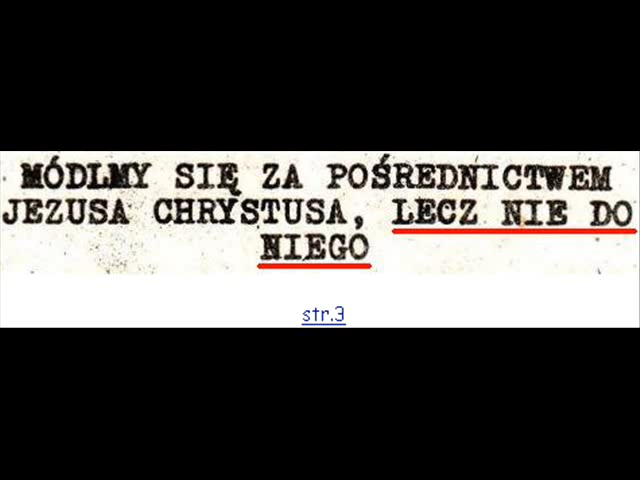 MÓDLMY SIĘ ZA POŚREDNICTWEM
JEZUSA CHRYSTUSA, LECZ NIE DO
NIEGO
str.3